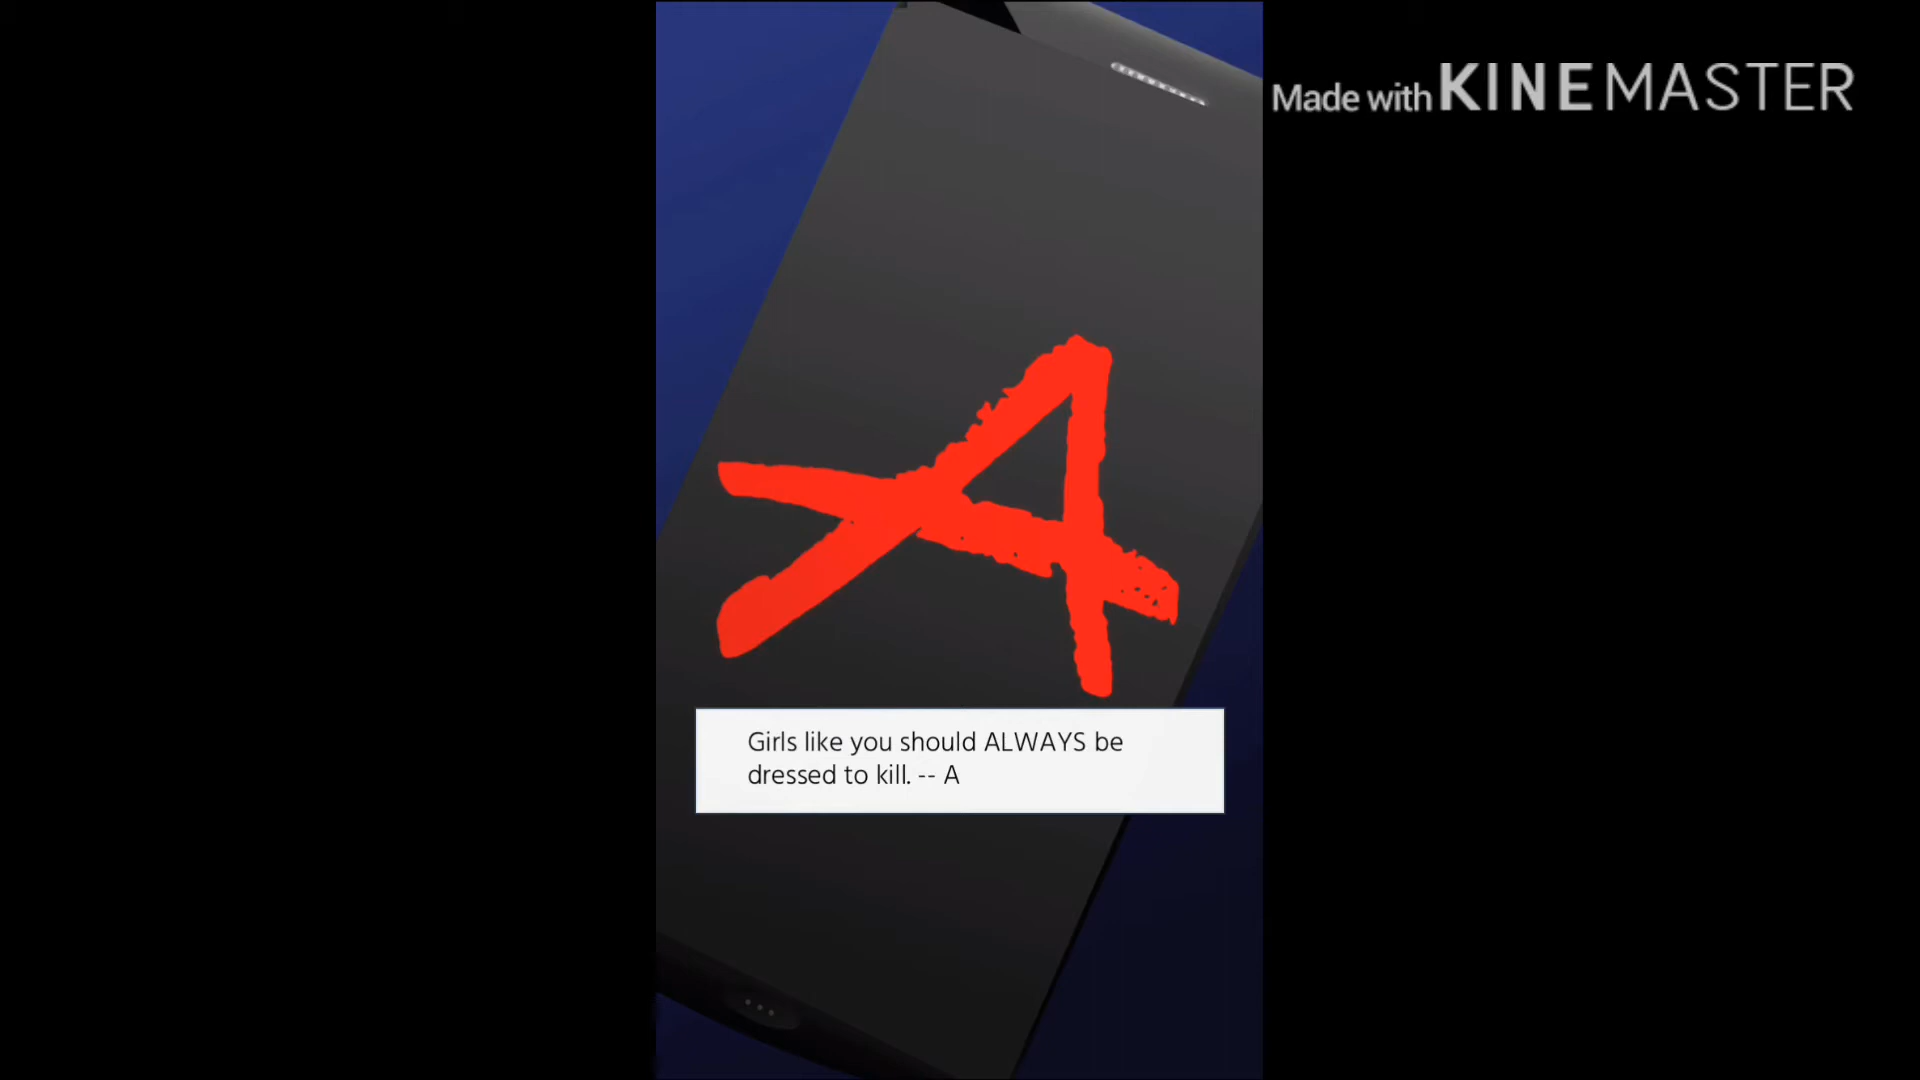 Made with KINEMASTER
A
Girls like you should ALWAYS be
dressed to kill. -- A